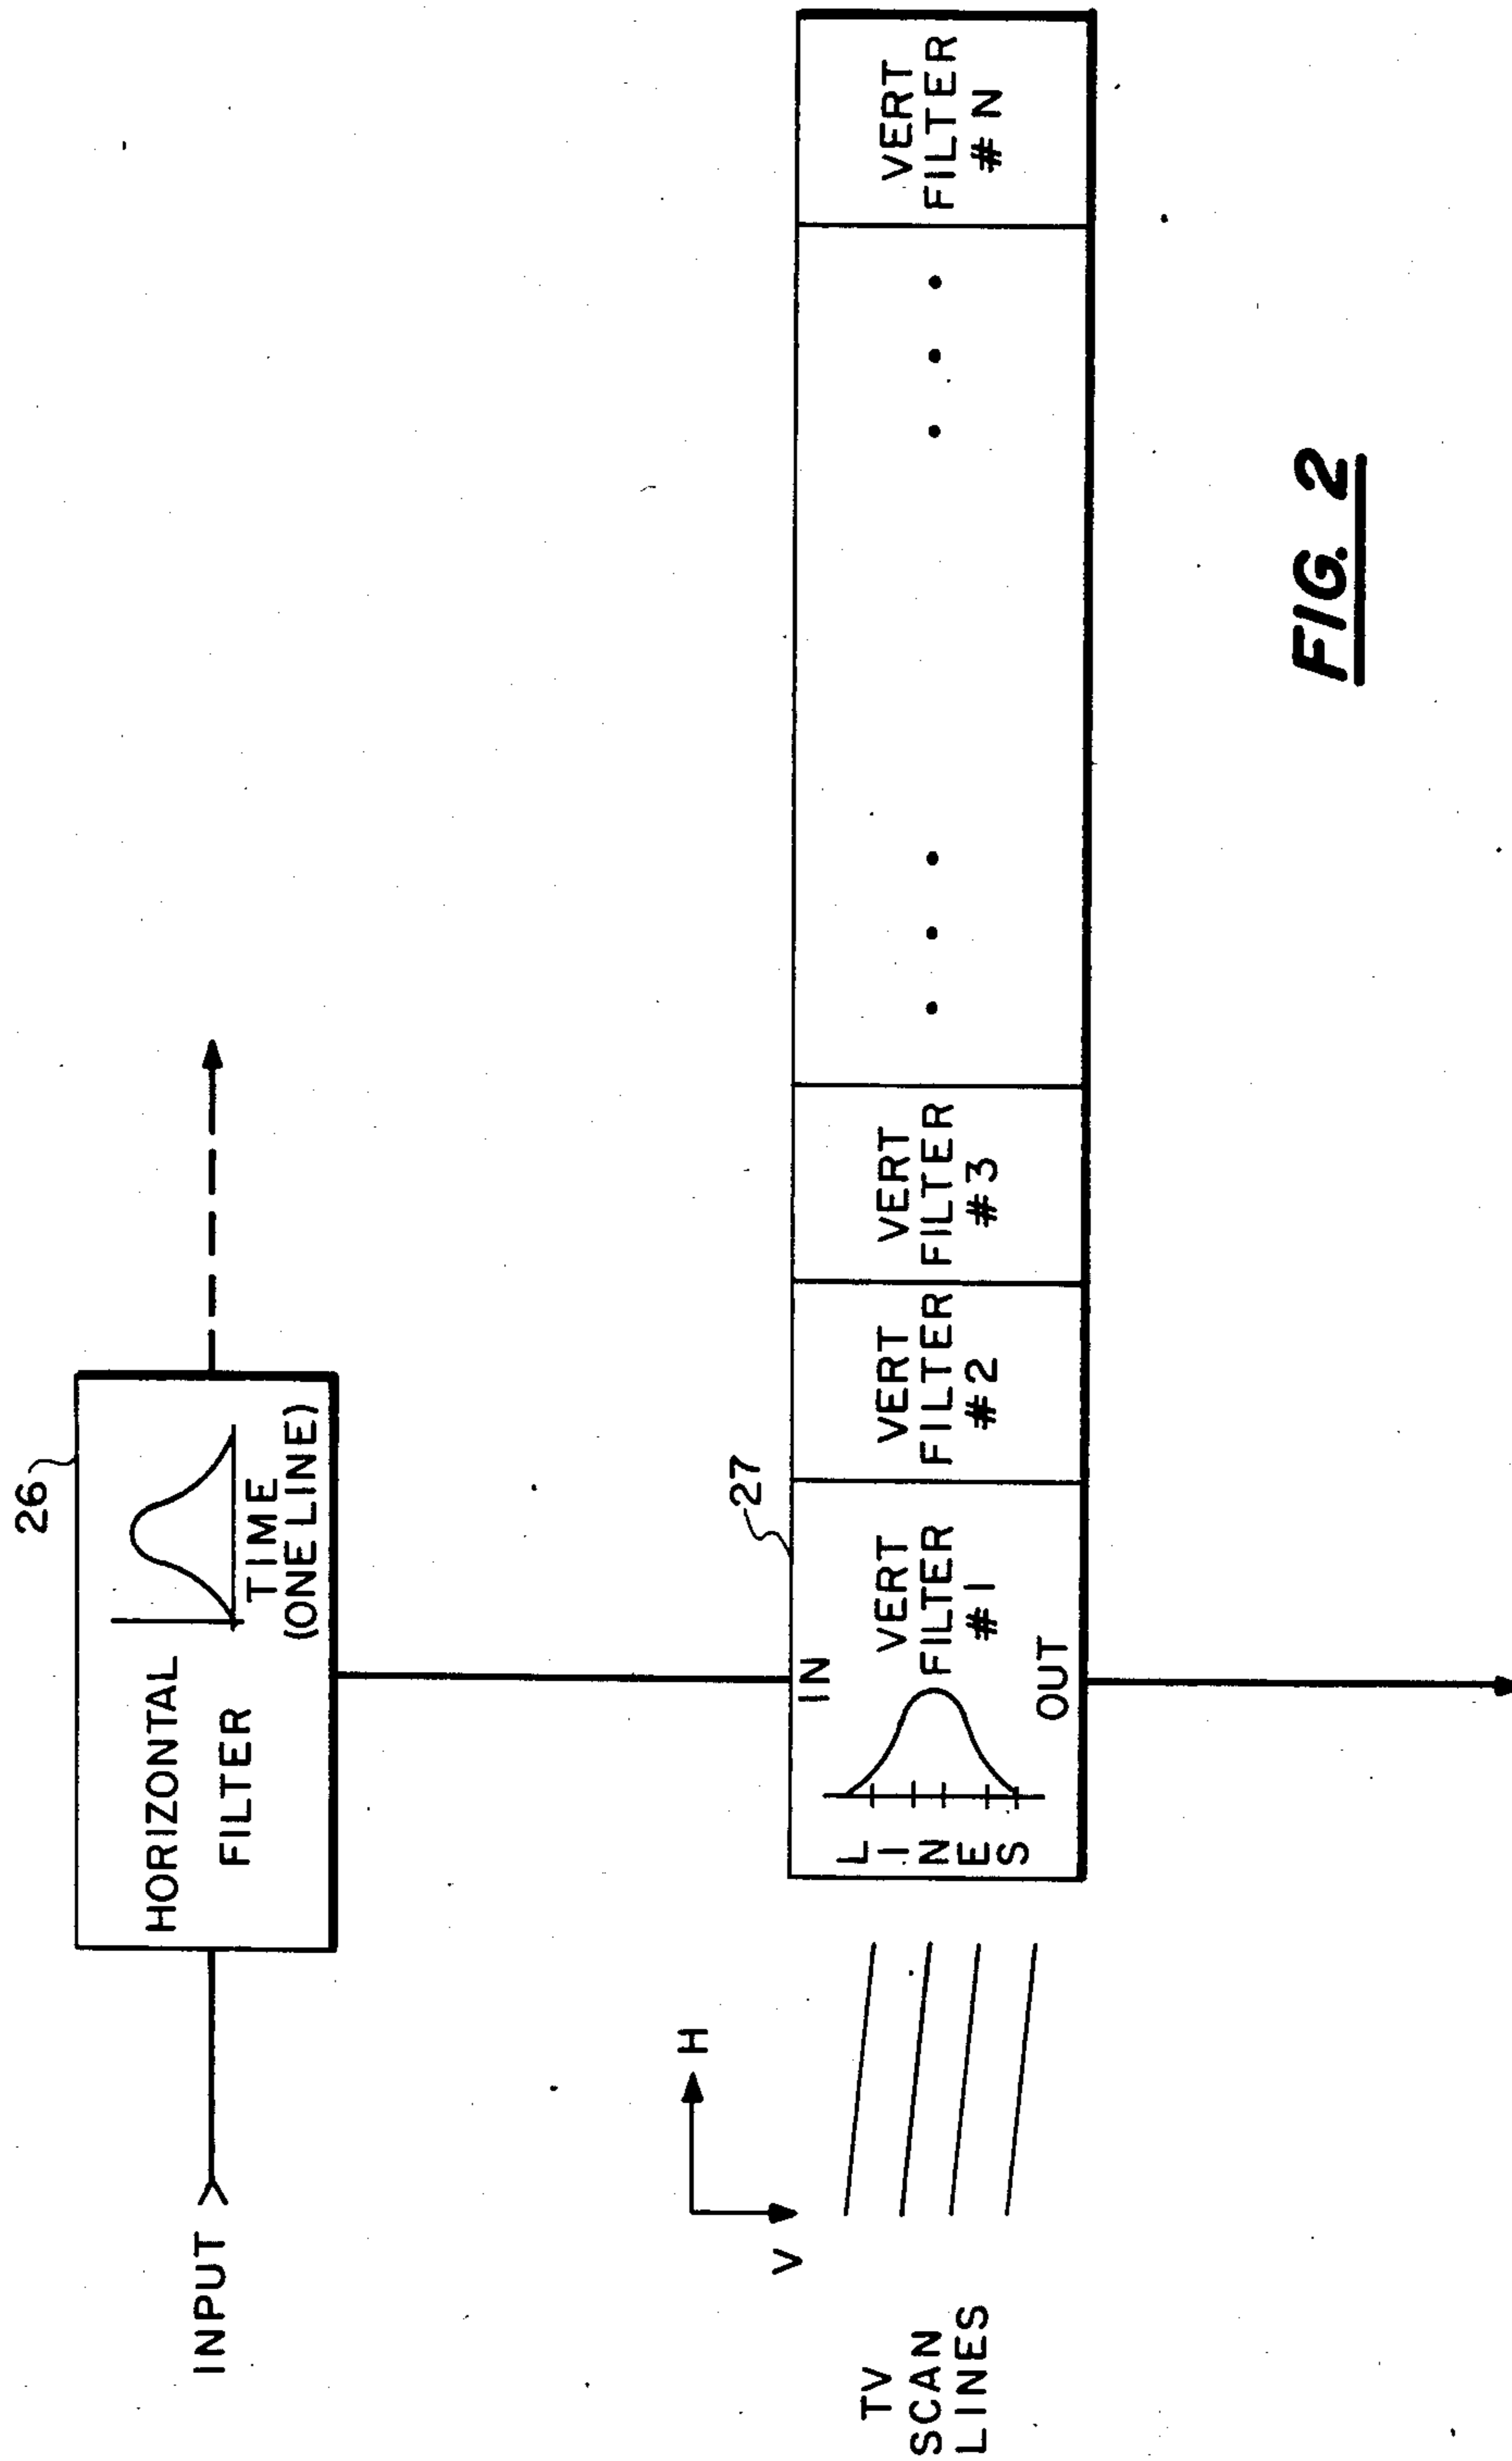 26
INPUT
HORIZONTAL
FILTER
TIME
(ONE LINE)
H
V
TV
SCAN
LINES
27
IN
LINES
VERT
FILTER
#1
OUT
VERT
FILTER
#2
VERT
FILTER
#3
VERT
FILTER
#N
FIG. 2